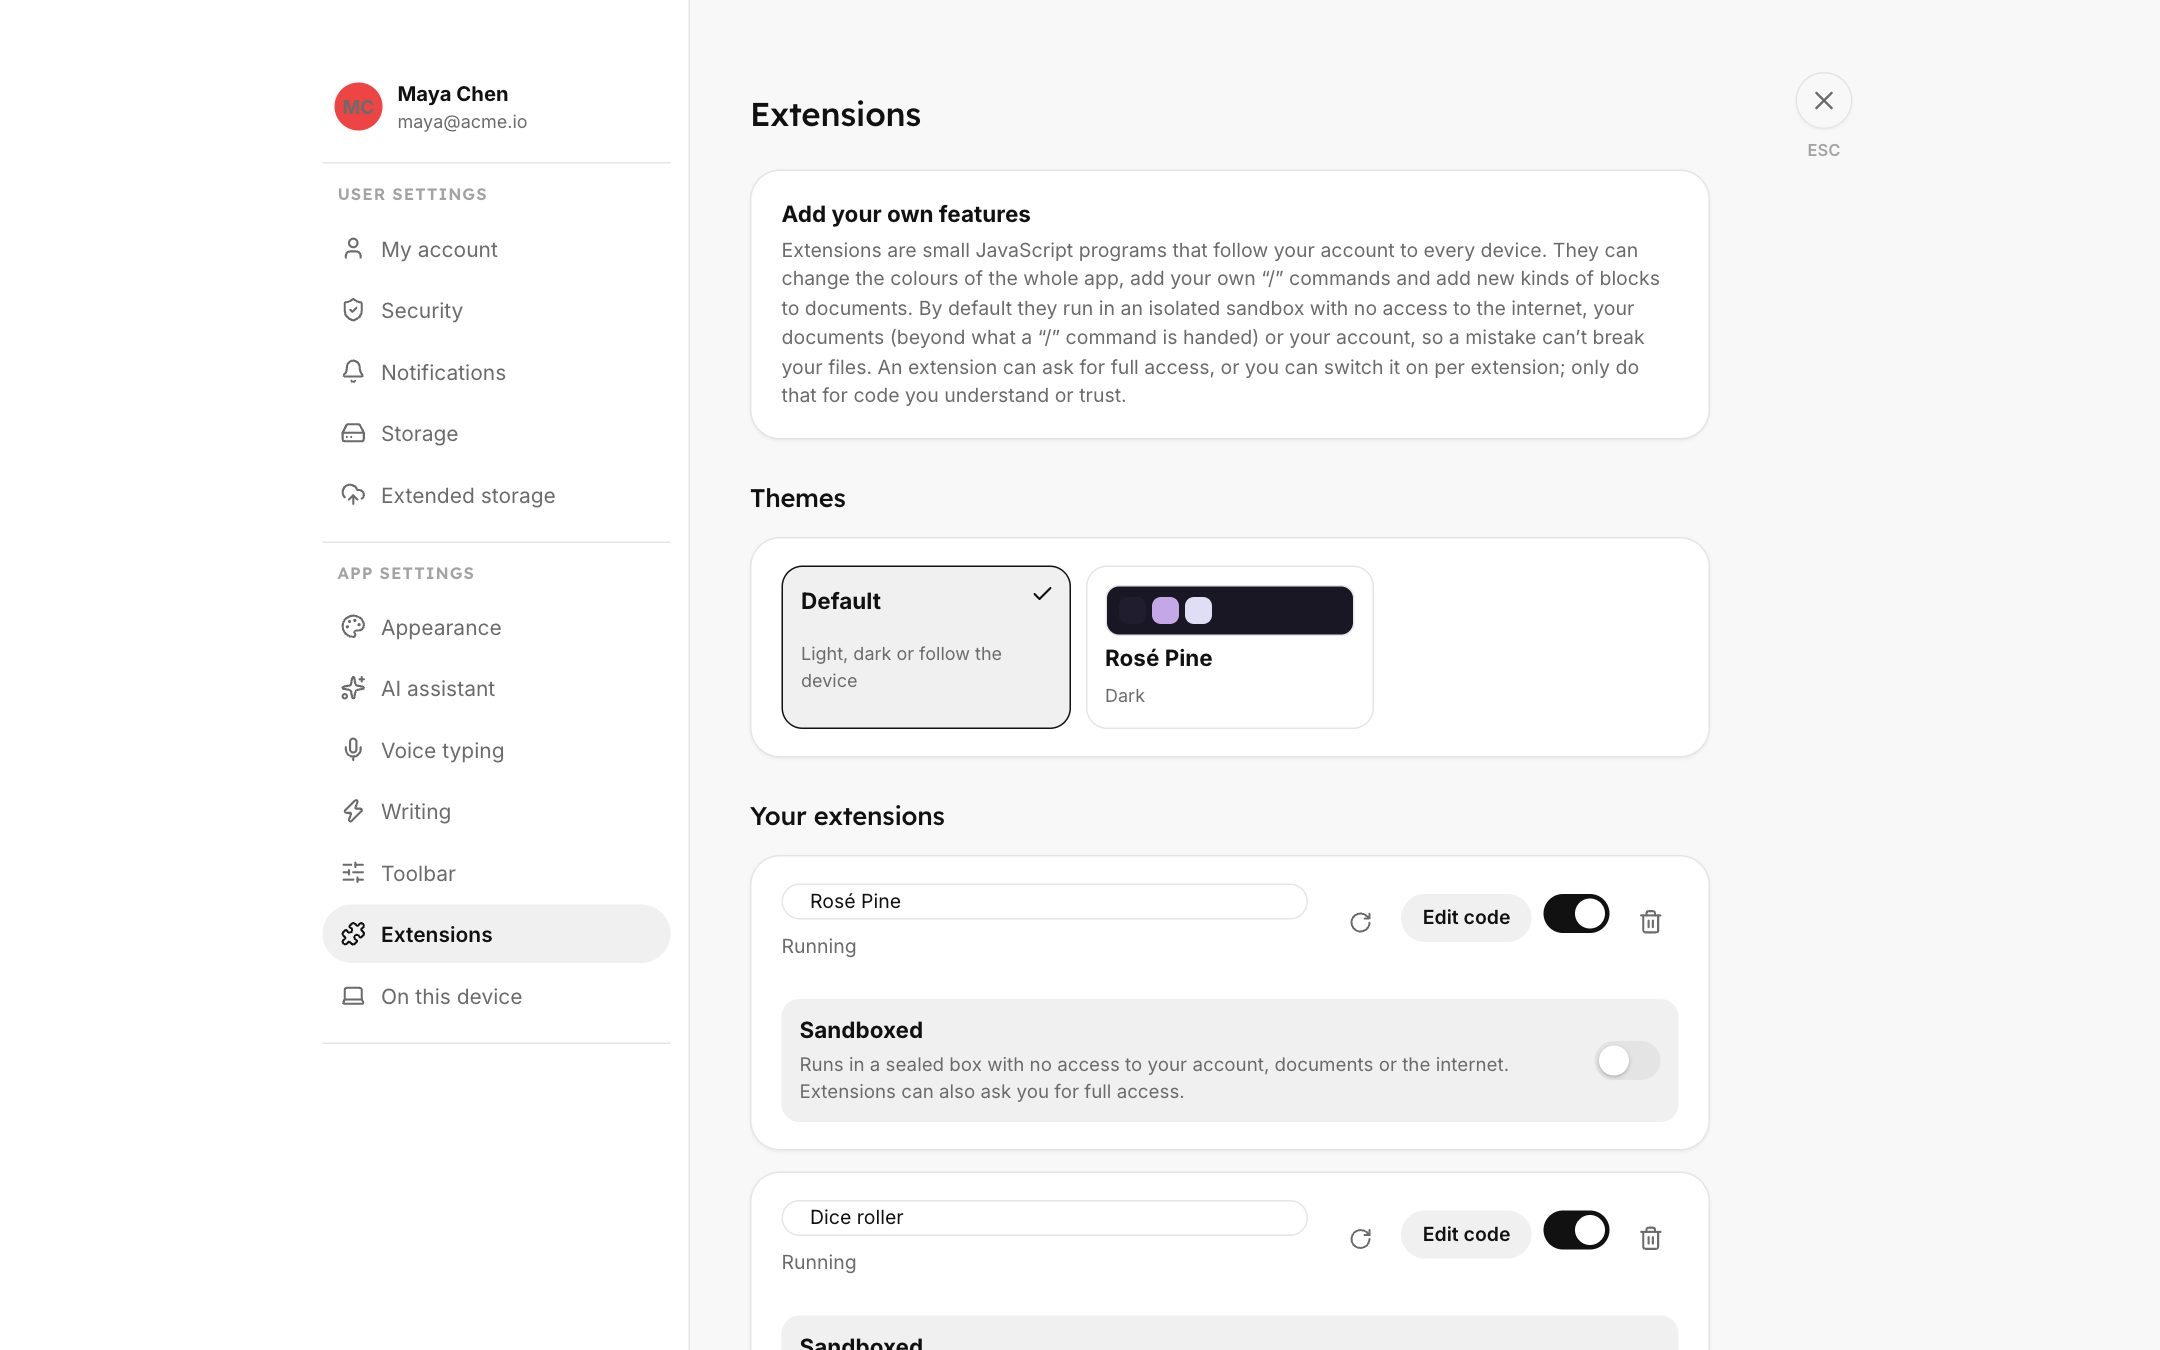 MC
Maya Chen
maya@acme.io
USER SETTINGS
My account
Security
Notifications
Storage
Extended storage
APP SETTINGS
Appearance
AI assistant
Voice typing
Writing
Toolbar
Extensions
On this device
Extensions
ESC
Add your own features
Extensions are small JavaScript programs that follow your account to every device. They can
change the colours of the whole app, add your own “/” commands and add new kinds of blocks
to documents. By default they run in an isolated sandbox with no access to the internet, your
documents (beyond what a “/” command is handed) or your account, so a mistake can’t break
your files. An extension can ask for full access, or you can switch it on per extension; only do
that for code you understand or trust.
Themes
Default
Light, dark or follow the
device
Rosé Pine
Dark
Your extensions
Rosé Pine
Edit code
Running
Sandboxed
Runs in a sealed box with no access to your account, documents or the internet.
Extensions can also ask you for full access.
Dice roller
Edit code
Running
Sandboxed